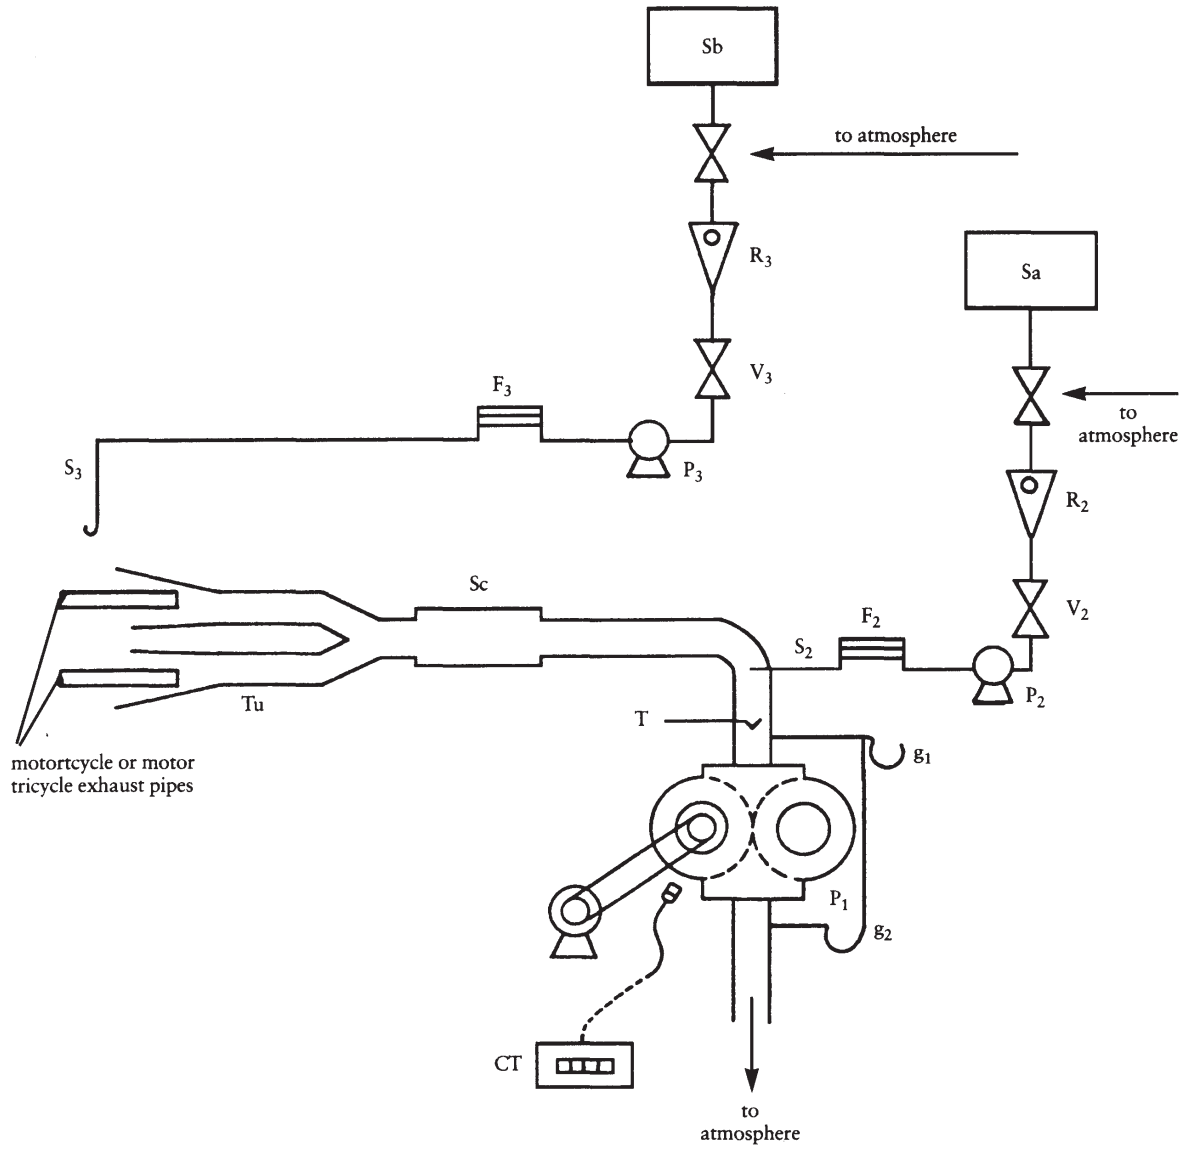 Sb
to atmosphere
R3
Sa
V3
to
atmosphere
F3
S3
P3
R2
Sc
V2
F2
S2
Tu
P2
T
motortcycle or motor
tricycle exhaust pipes
g1
P1
g2
CT
to
atmosphere